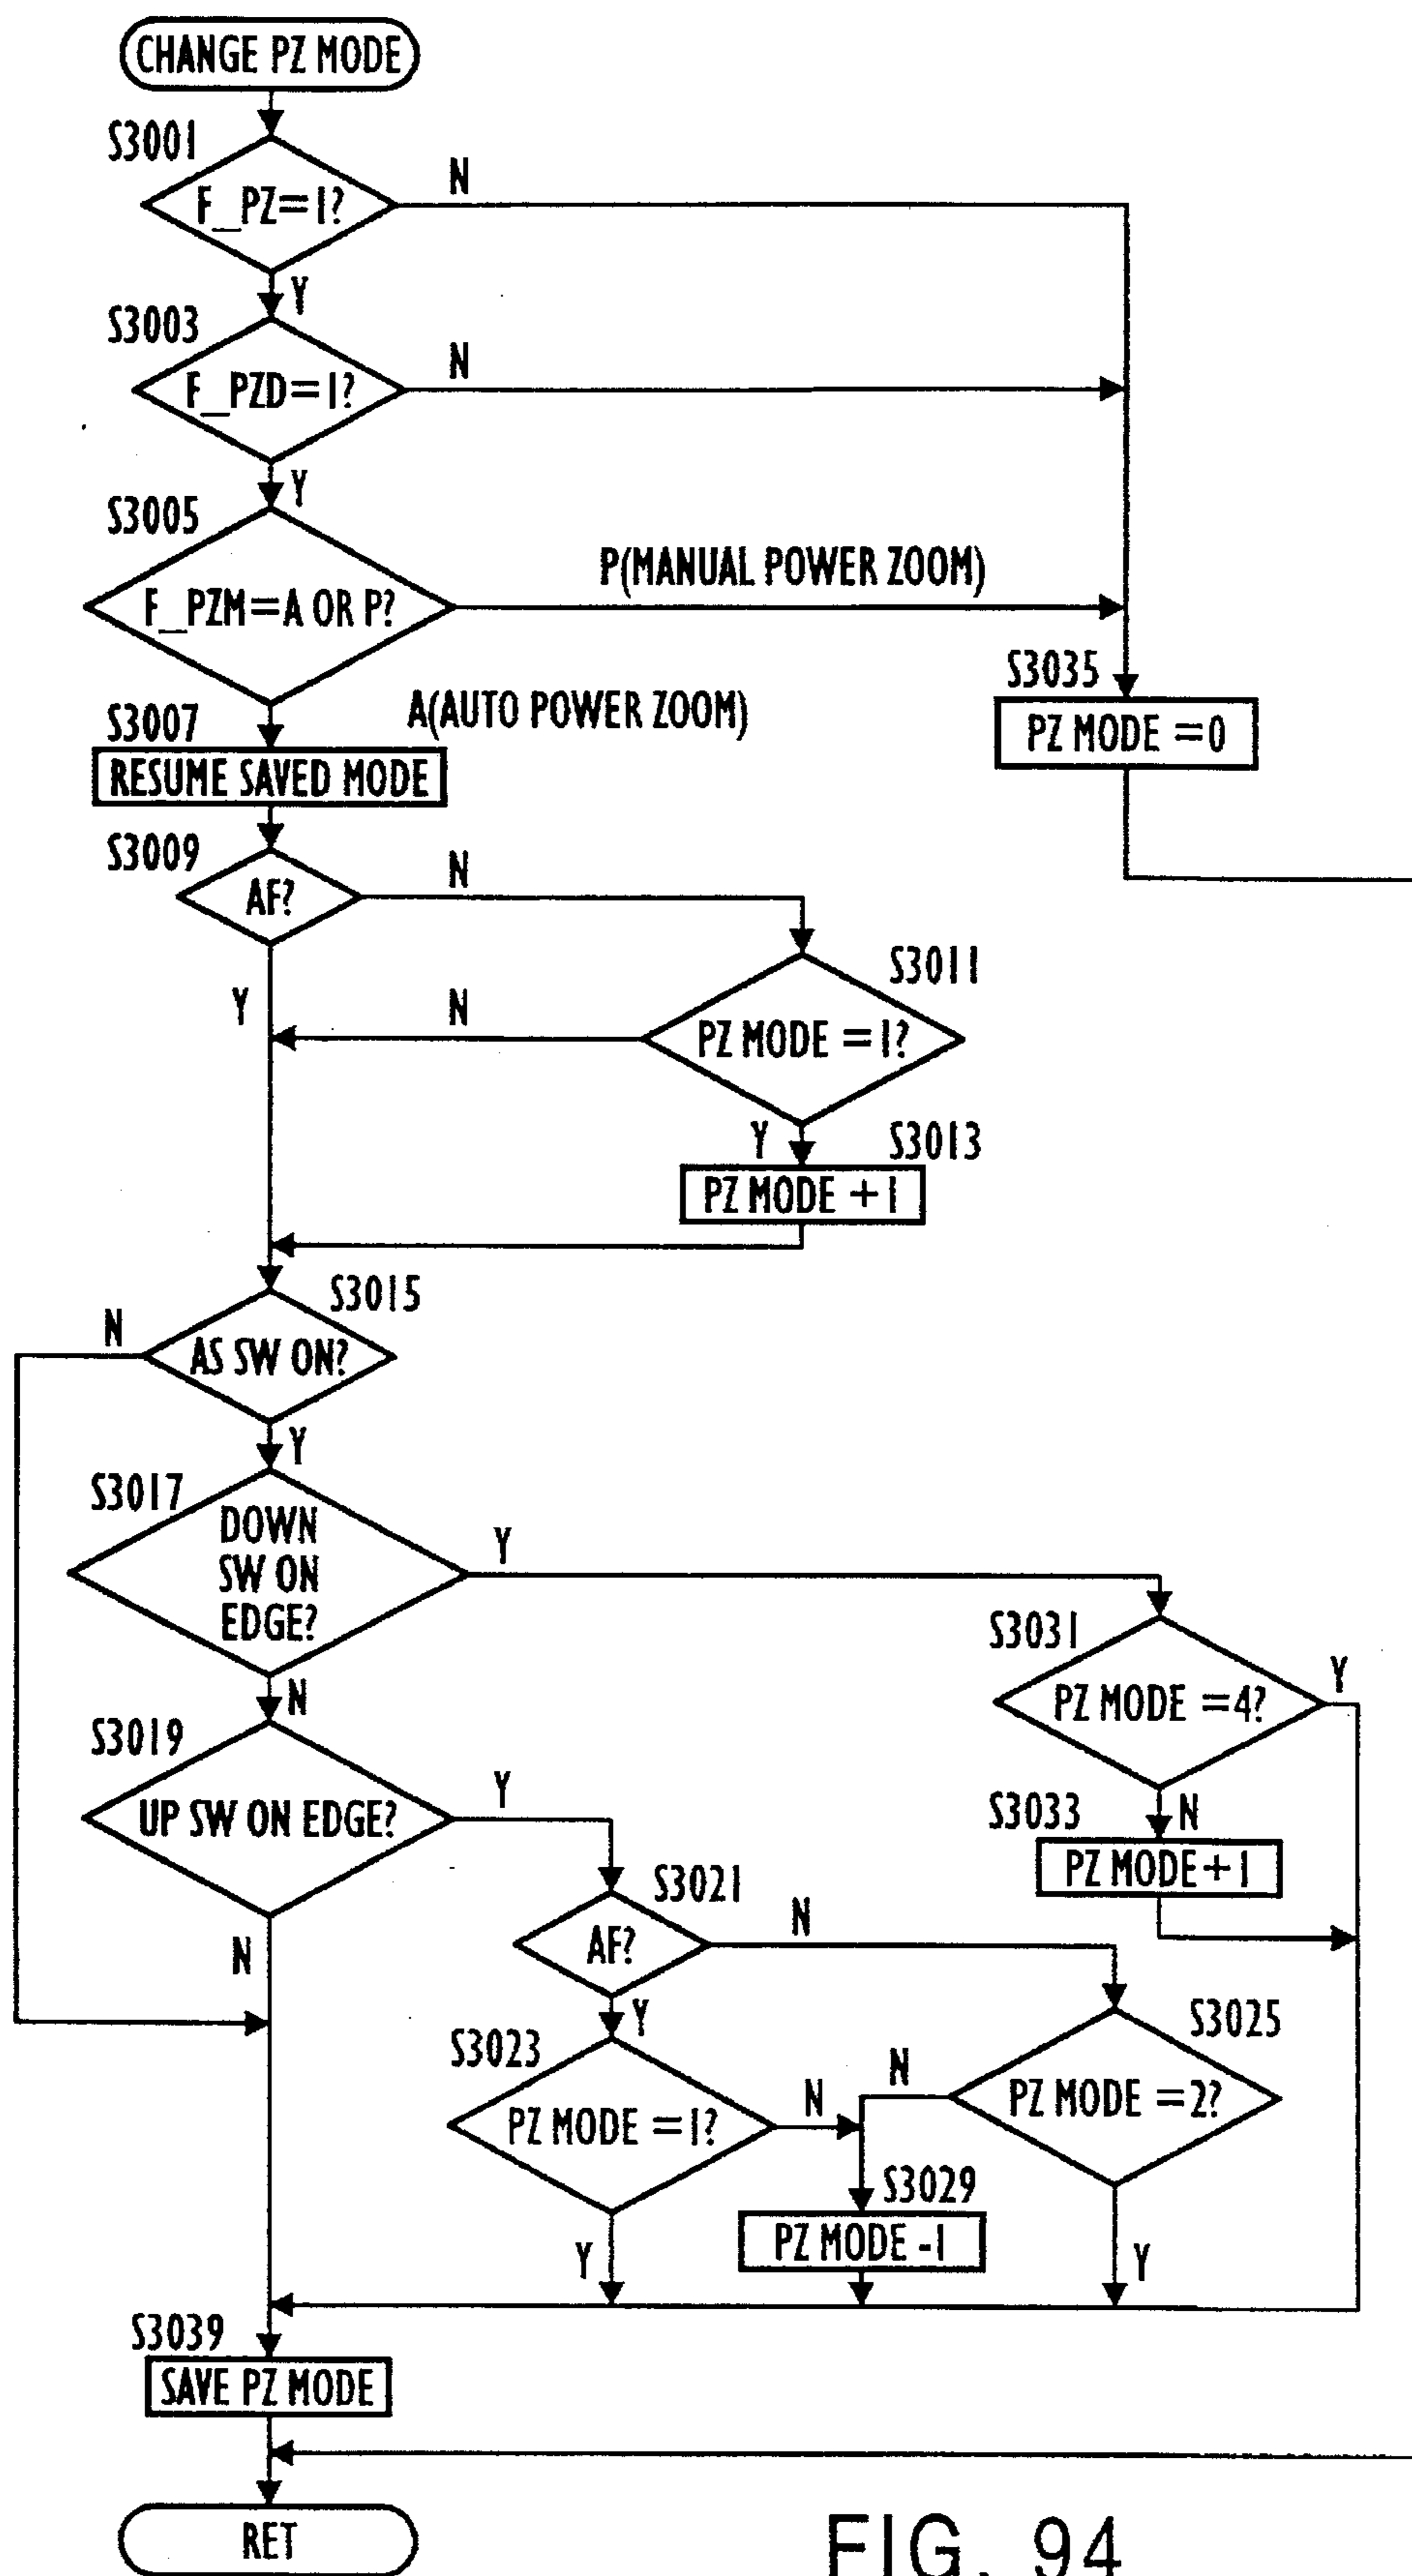 CHANGE PZ MODE
S3001
F_PZ=1?
N
Y
S3003
F_PZD=1?
N
Y
S3005
F_PZM=A OR P?
P(MANUAL POWER ZOOM)
A(AUTO POWER ZOOM)
S3035
PZ MODE =0
S3007
RESUME SAVED MODE
S3009
AF?
N
Y
S3011
PZ MODE =1?
N
Y
S3013
PZ MODE +1
S3015
AS SW ON?
N
Y
S3017
DOWN
SW ON
EDGE?
Y
N
S3031
PZ MODE =4?
Y
N
S3033
PZ MODE+1
S3019
UP SW ON EDGE?
Y
N
S3021
AF?
N
Y
S3023
PZ MODE =1?
N
Y
S3025
PZ MODE =2?
N
Y
S3029
PZ MODE -1
S3039
SAVE PZ MODE
RET
FIG. 94